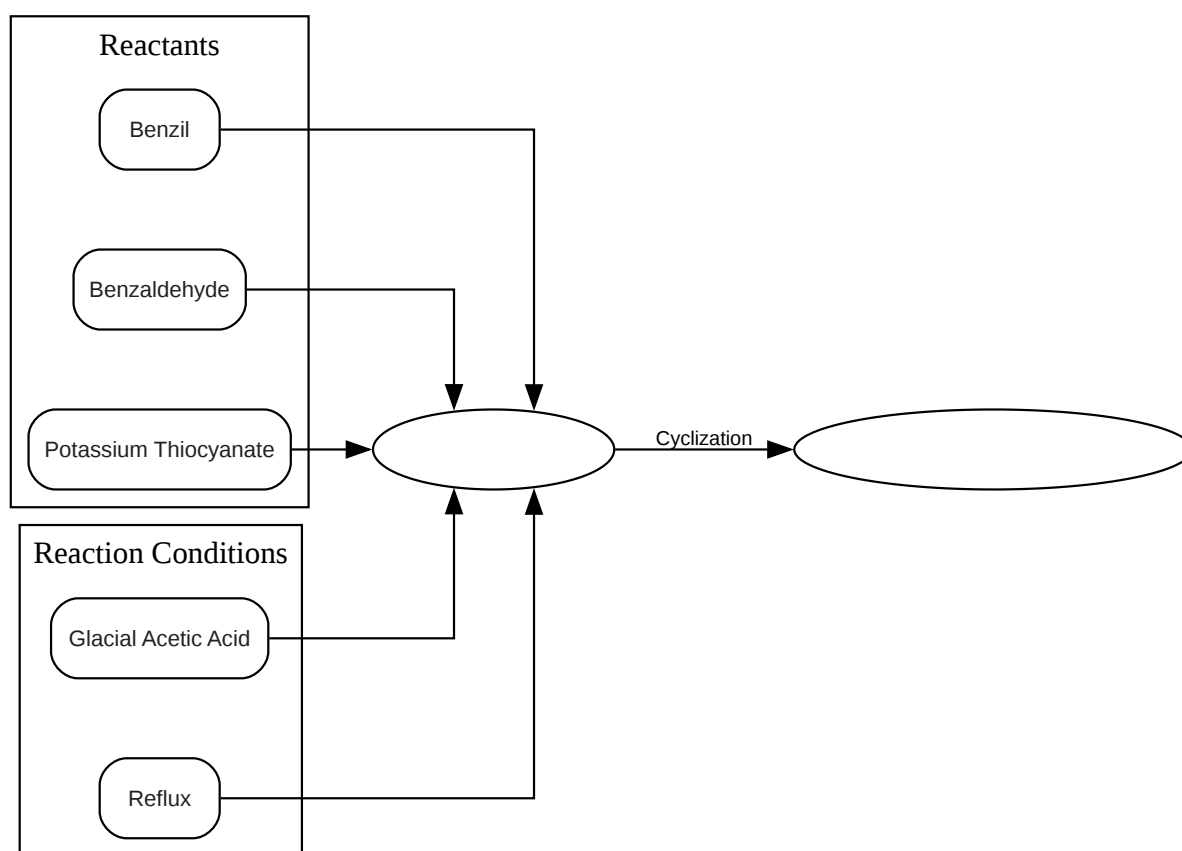 Reactants
Benzil
Benzaldehyde
Potassium Thiocyanate
Cyclization
Reaction Conditions
Glacial Acetic Acid
Reflux